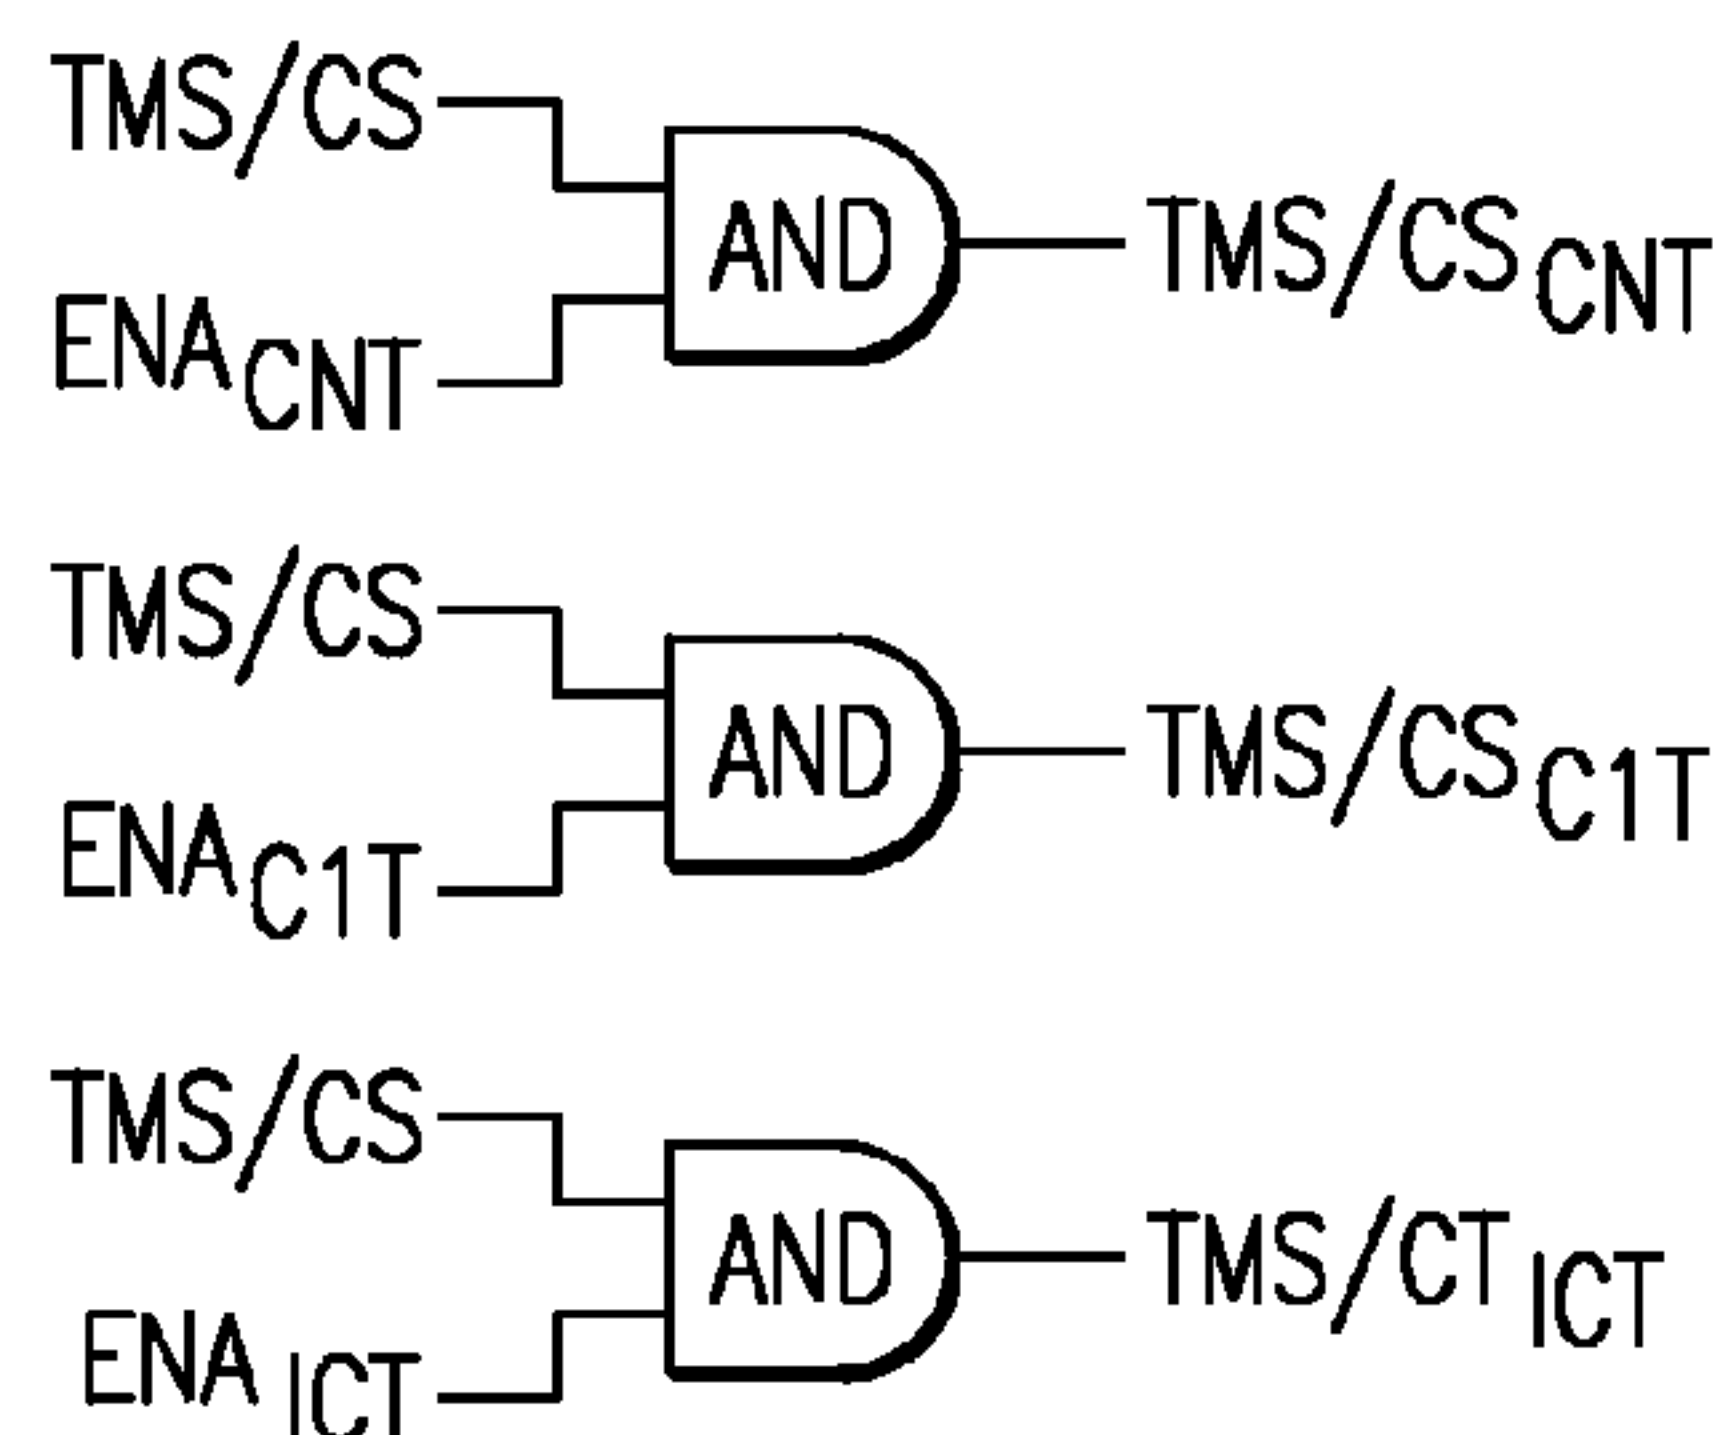 TMS/CS
AND
TMS/CS CNT
ENA CNT
TMS/CS
AND
TMS/CS C1T
ENA C1T
TMS/CS
AND
TMS/CT ICT
ENA ICT